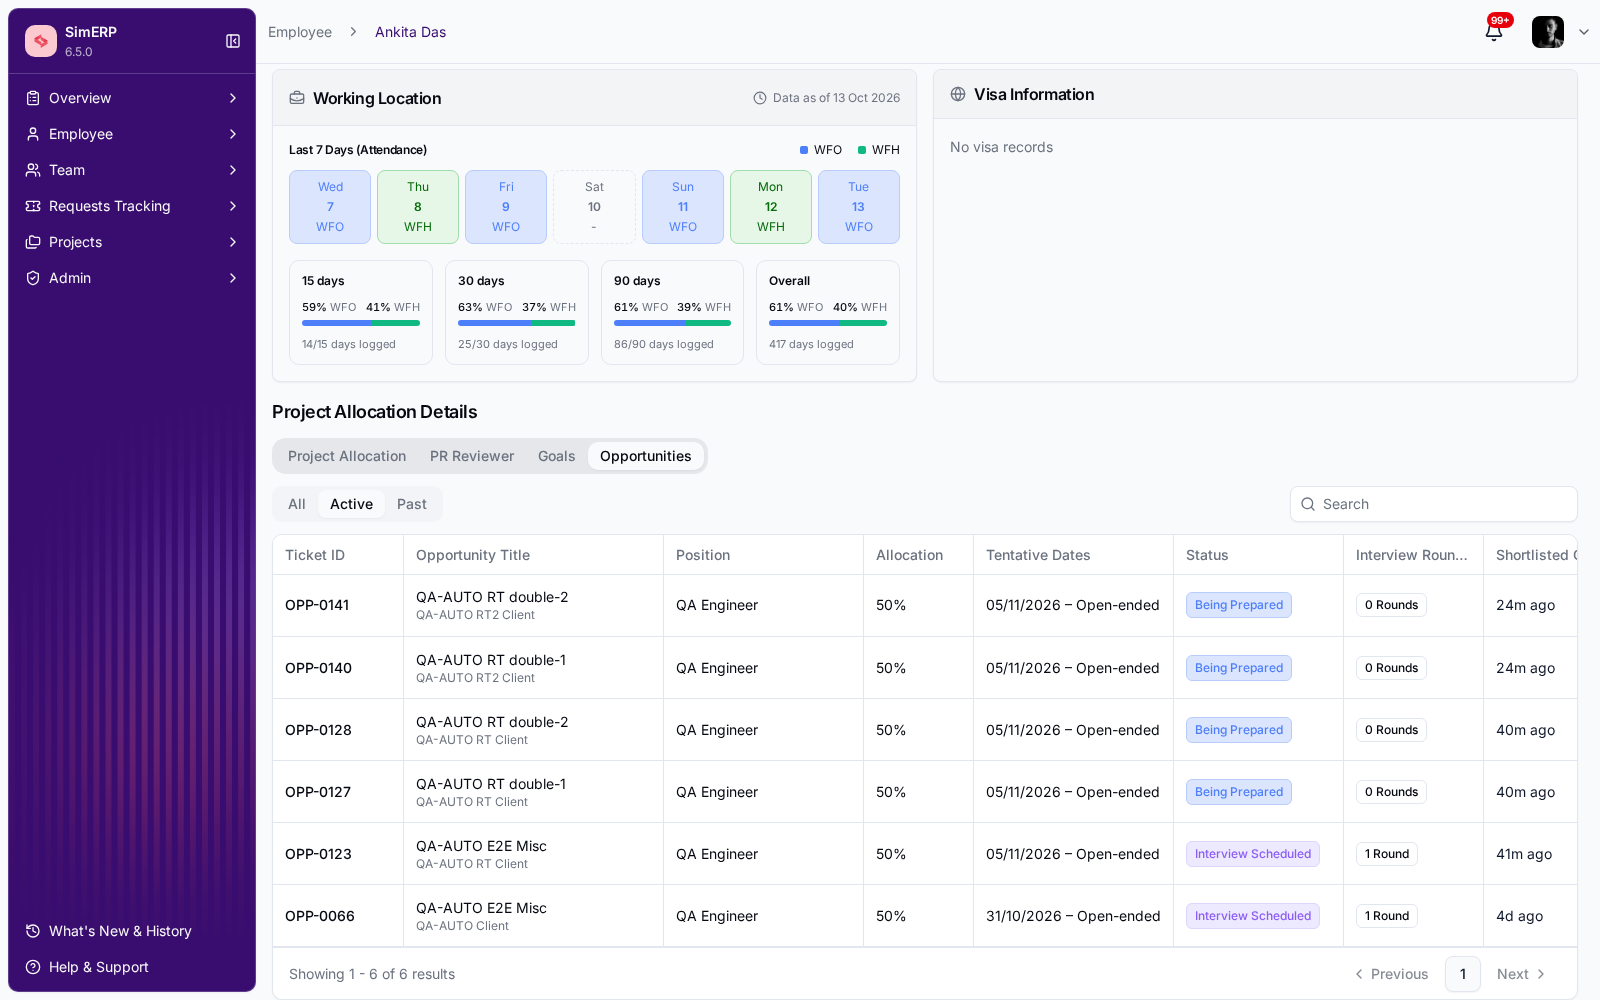 SimERP
6.5.0
Overview
Employee
Team
Requests Tracking
Projects
Admin
What's New & History
Help & Support
Employee > Ankita Das
99+
Working Location
Data as of 13 Oct 2026
Last 7 Days (Attendance)
WFO WFH
Wed Thu Fri Sat Sun Mon Tue
7 8 9 10 11 12 13
WFO WFH WFO - WFO WFH WFO
15 days 30 days 90 days Overall
59% WFO 41% WFH 63% WFO 37% WFH 61% WFO 39% WFH 61% WFO 40% WFH
14/15 days logged 25/30 days logged 86/90 days logged 417 days logged
Visa Information
No visa records
Project Allocation Details
Project Allocation PR Reviewer Goals Opportunities
All Active Past
Search
Ticket ID Opportunity Title Position Allocation Tentative Dates Status Interview Roun... Shortlisted
OPP-0141 QA-AUTO RT double-2 QA Engineer 50% 05/11/2026 – Open-ended Being Prepared 0 Rounds 24m ago
QA-AUTO RT2 Client
OPP-0140 QA-AUTO RT double-1 QA Engineer 50% 05/11/2026 – Open-ended Being Prepared 0 Rounds 24m ago
QA-AUTO RT2 Client
OPP-0128 QA-AUTO RT double-2 QA Engineer 50% 05/11/2026 – Open-ended Being Prepared 0 Rounds 40m ago
QA-AUTO RT Client
OPP-0127 QA-AUTO RT double-1 QA Engineer 50% 05/11/2026 – Open-ended Being Prepared 0 Rounds 40m ago
QA-AUTO RT Client
OPP-0123 QA-AUTO E2E Misc QA Engineer 50% 05/11/2026 – Open-ended Interview Scheduled 1 Round 41m ago
QA-AUTO RT Client
OPP-0066 QA-AUTO E2E Misc QA Engineer 50% 31/10/2026 – Open-ended Interview Scheduled 1 Round 4d ago
QA-AUTO Client
Showing 1 - 6 of 6 results
Previous 1 Next